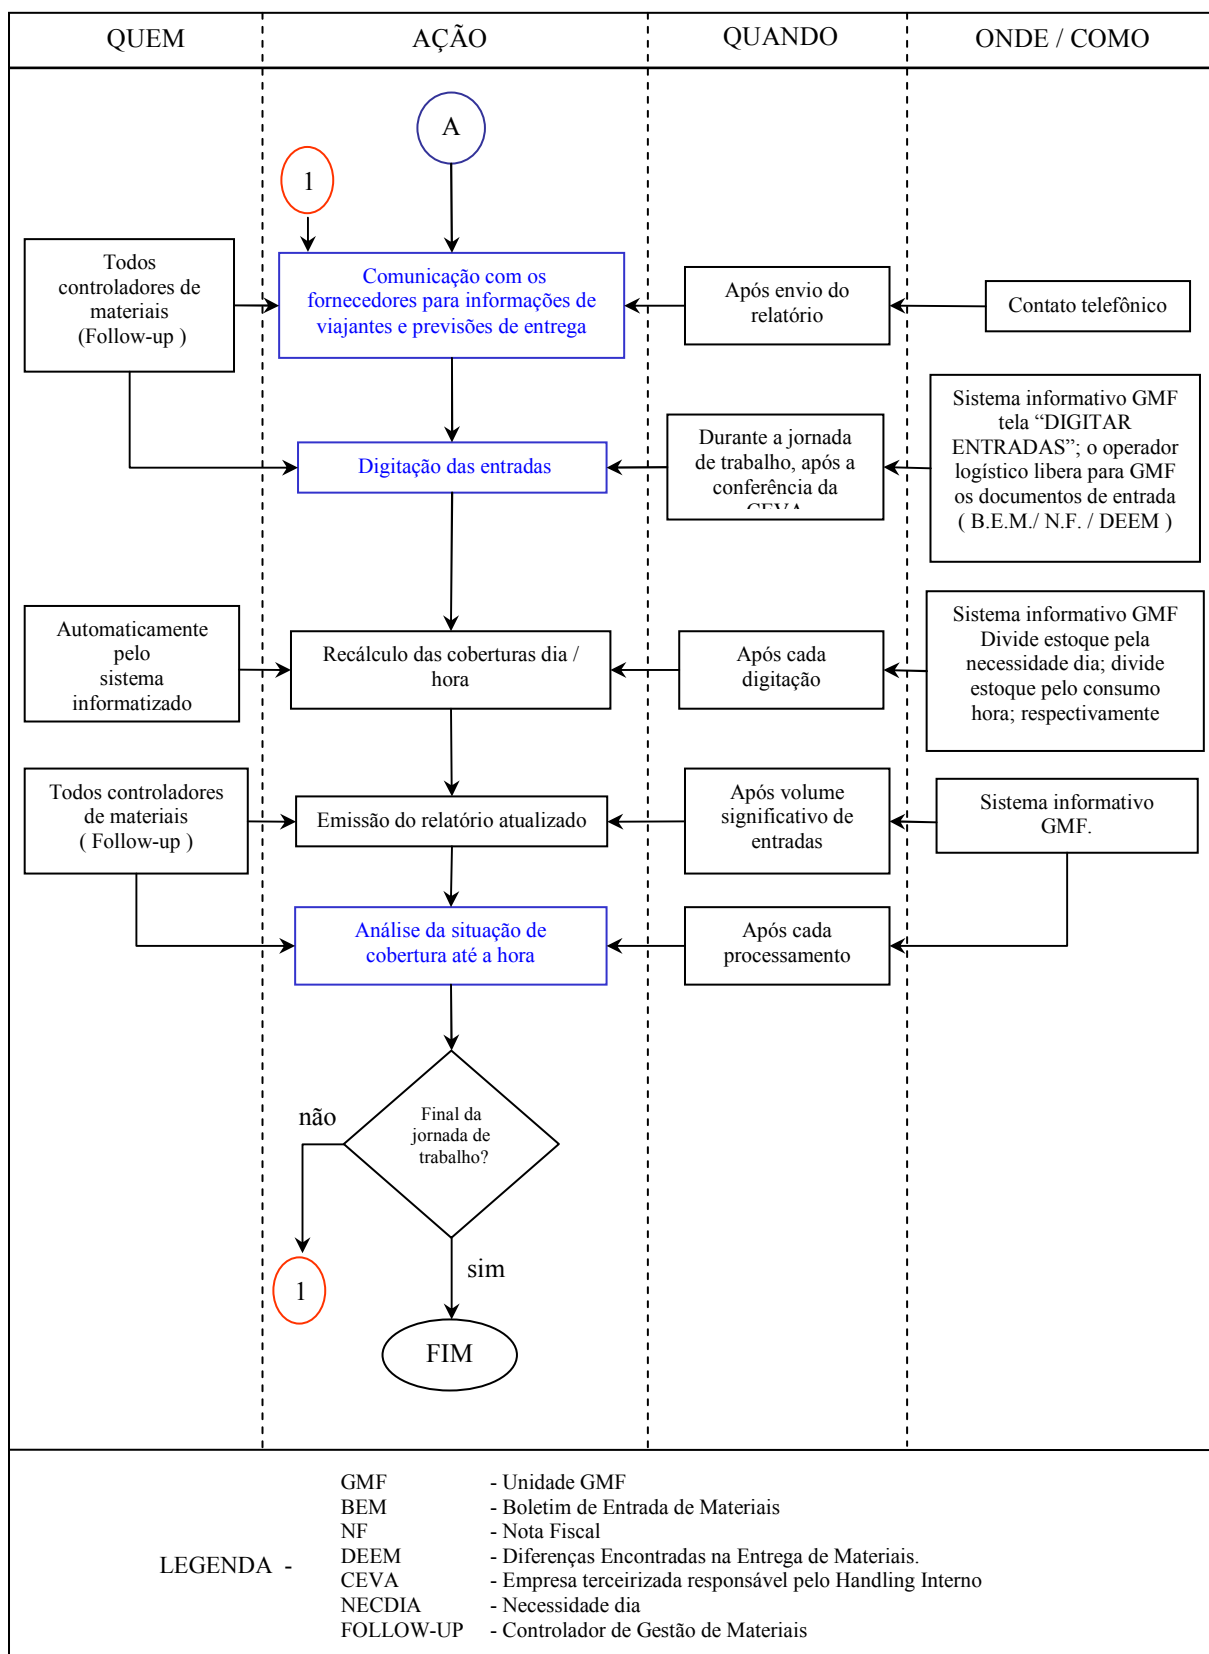 QUEM
AÇÃO
QUANDO
ONDE / COMO
A
1
Todos
controladores de
materiais
(Follow-up )
Comunicação com os
fornecedores para informações de
viajantes e previsões de entrega
Após envio do
relatório
Contato telefônico
Digitação das entradas
Durante a jornada
de trabalho, após a
conferência da
CEVA
Sistema informativo GMF
tela “DIGITAR
ENTRADAS”; o operador
logístico libera para GMF
os documentos de entrada
( B.E.M./ N.F. / DEEM )
Automaticamente
pelo
sistema
informatizado
Recálculo das coberturas dia /
hora
Após cada
digitação
Sistema informativo GMF
Divide estoque pela
necessidade dia; divide
estoque pelo consumo
hora; respectivamente
Todos controladores
de materiais
( Follow-up )
Emissão do relatório atualizado
Após volume
significativo de
entradas
Sistema informativo
GMF.
Análise da situação de
cobertura até a hora
Após cada
processamento
Final da
jornada de
trabalho?
não
1
sim
FIM
LEGENDA -
GMF - Unidade GMF
BEM - Boletim de Entrada de Materiais
NF - Nota Fiscal
DEEM - Diferenças Encontradas na Entrega de Materiais.
CEVA - Empresa terceirizada responsável pelo Handling Interno
NECDIA - Necessidade dia
FOLLOW-UP - Controlador de Gestão de Materiais